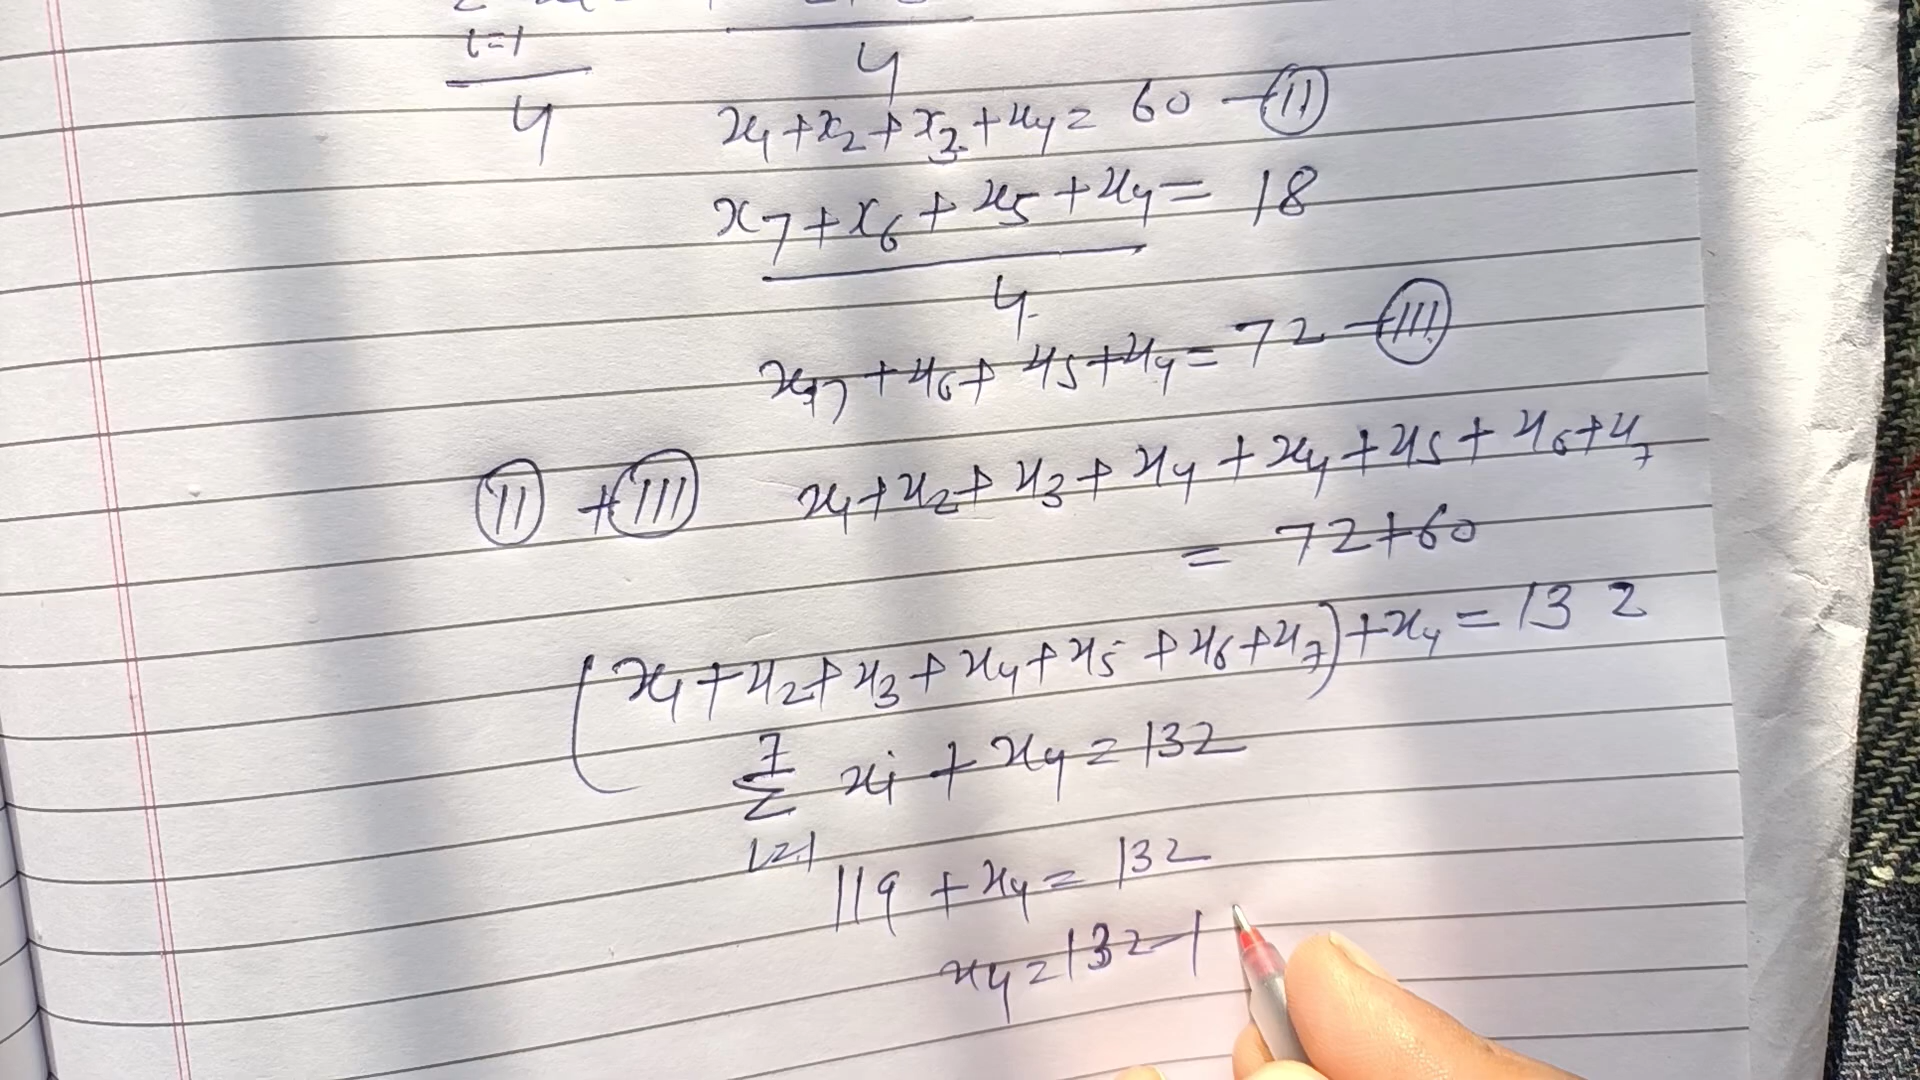 i=1
4
4
x₁+x₂+x₃+x₄= 60 —(II)
x₇+x₆+x₅+x₄= 18
4
x₇+x₆+x₅+x₄= 72 —(III)
(II) +(III) x₁+x₂+x₃+x₄+x₄+x₅+x₆+x₇
= 72+60
(x₁+x₂+x₃+x₄+x₅+x₆+x₇)+x₄=132
7
Σ xi + x₄=132
i=1
119 + x₄= 132
x₄=132-1